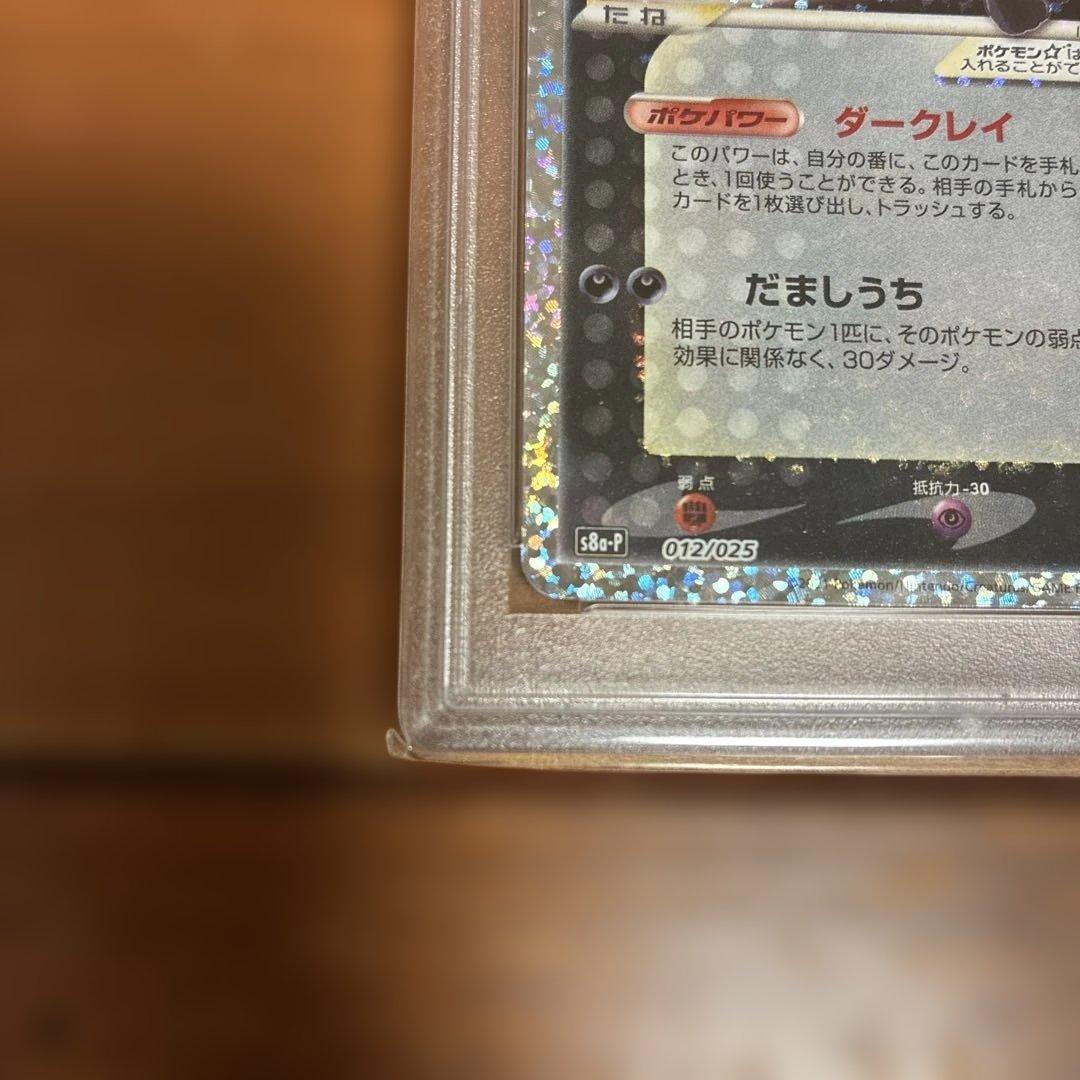 たね
ポケモン☆は
入れることがで
ポケパワー ダークレイ
このパワーは、自分の番に、このカードを手札
とき、1回使うことができる。相手の手札から
カードを1枚選び出し、トラッシュする。
だましうち
相手のポケモン1匹に、そのポケモンの弱点
効果に関係なく、30ダメージ。
弱点 抵抗力-30
s8a-P 012/025
Pokémon/Nintendo/Creatures/GAME